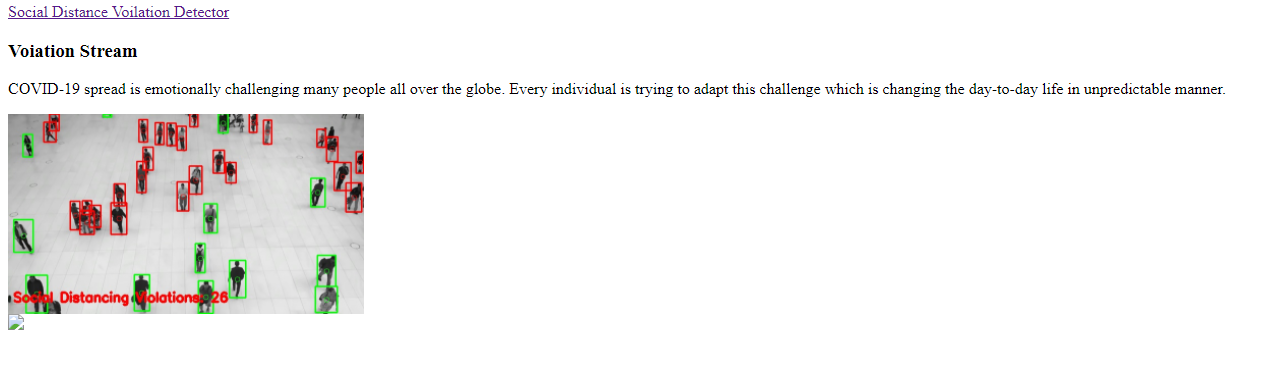 Social Distance Voilation Detector
Voiation Stream
COVID-19 spread is emotionally challenging many people all over the globe. Every individual is trying to adapt this challenge which is changing the day-to-day life in unpredictable manner.
Social Distancing Violations: 26